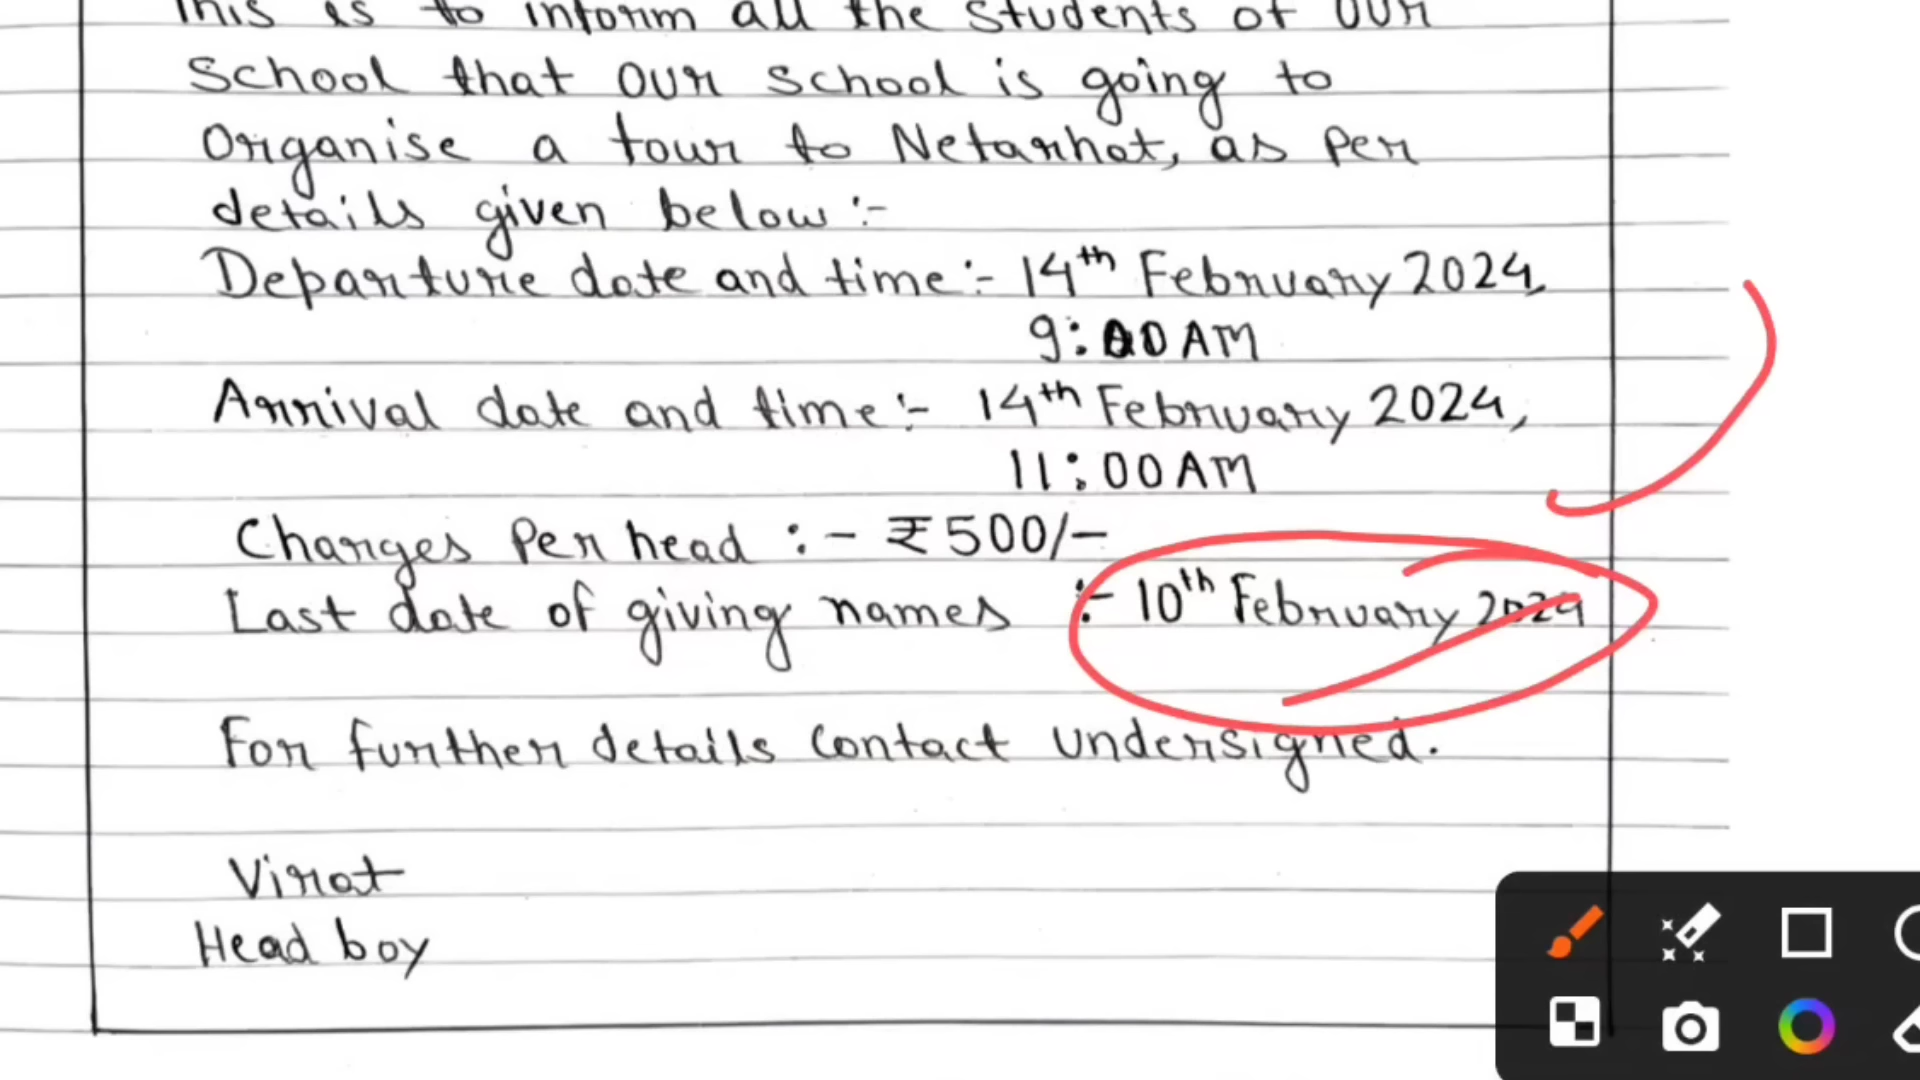 This is to inform all the students of our
School that our school is going to
Organise a tour to Netarhat, as per
details given below :-
Departure date and time :- 14th February 2024,
9:00 AM
Arrival date and time :- 14th February 2024,
11:00 AM
Charges Per head :- ₹500/-
Last date of giving names :- 10th February 2024
For further details contact undersigned.
Virat
Head boy